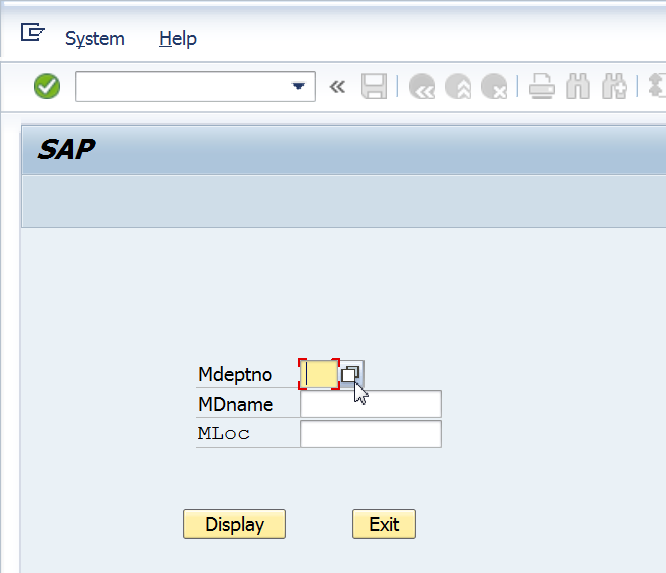 System Help
SAP
Mdeptno
MDname
MLoc
Display Exit